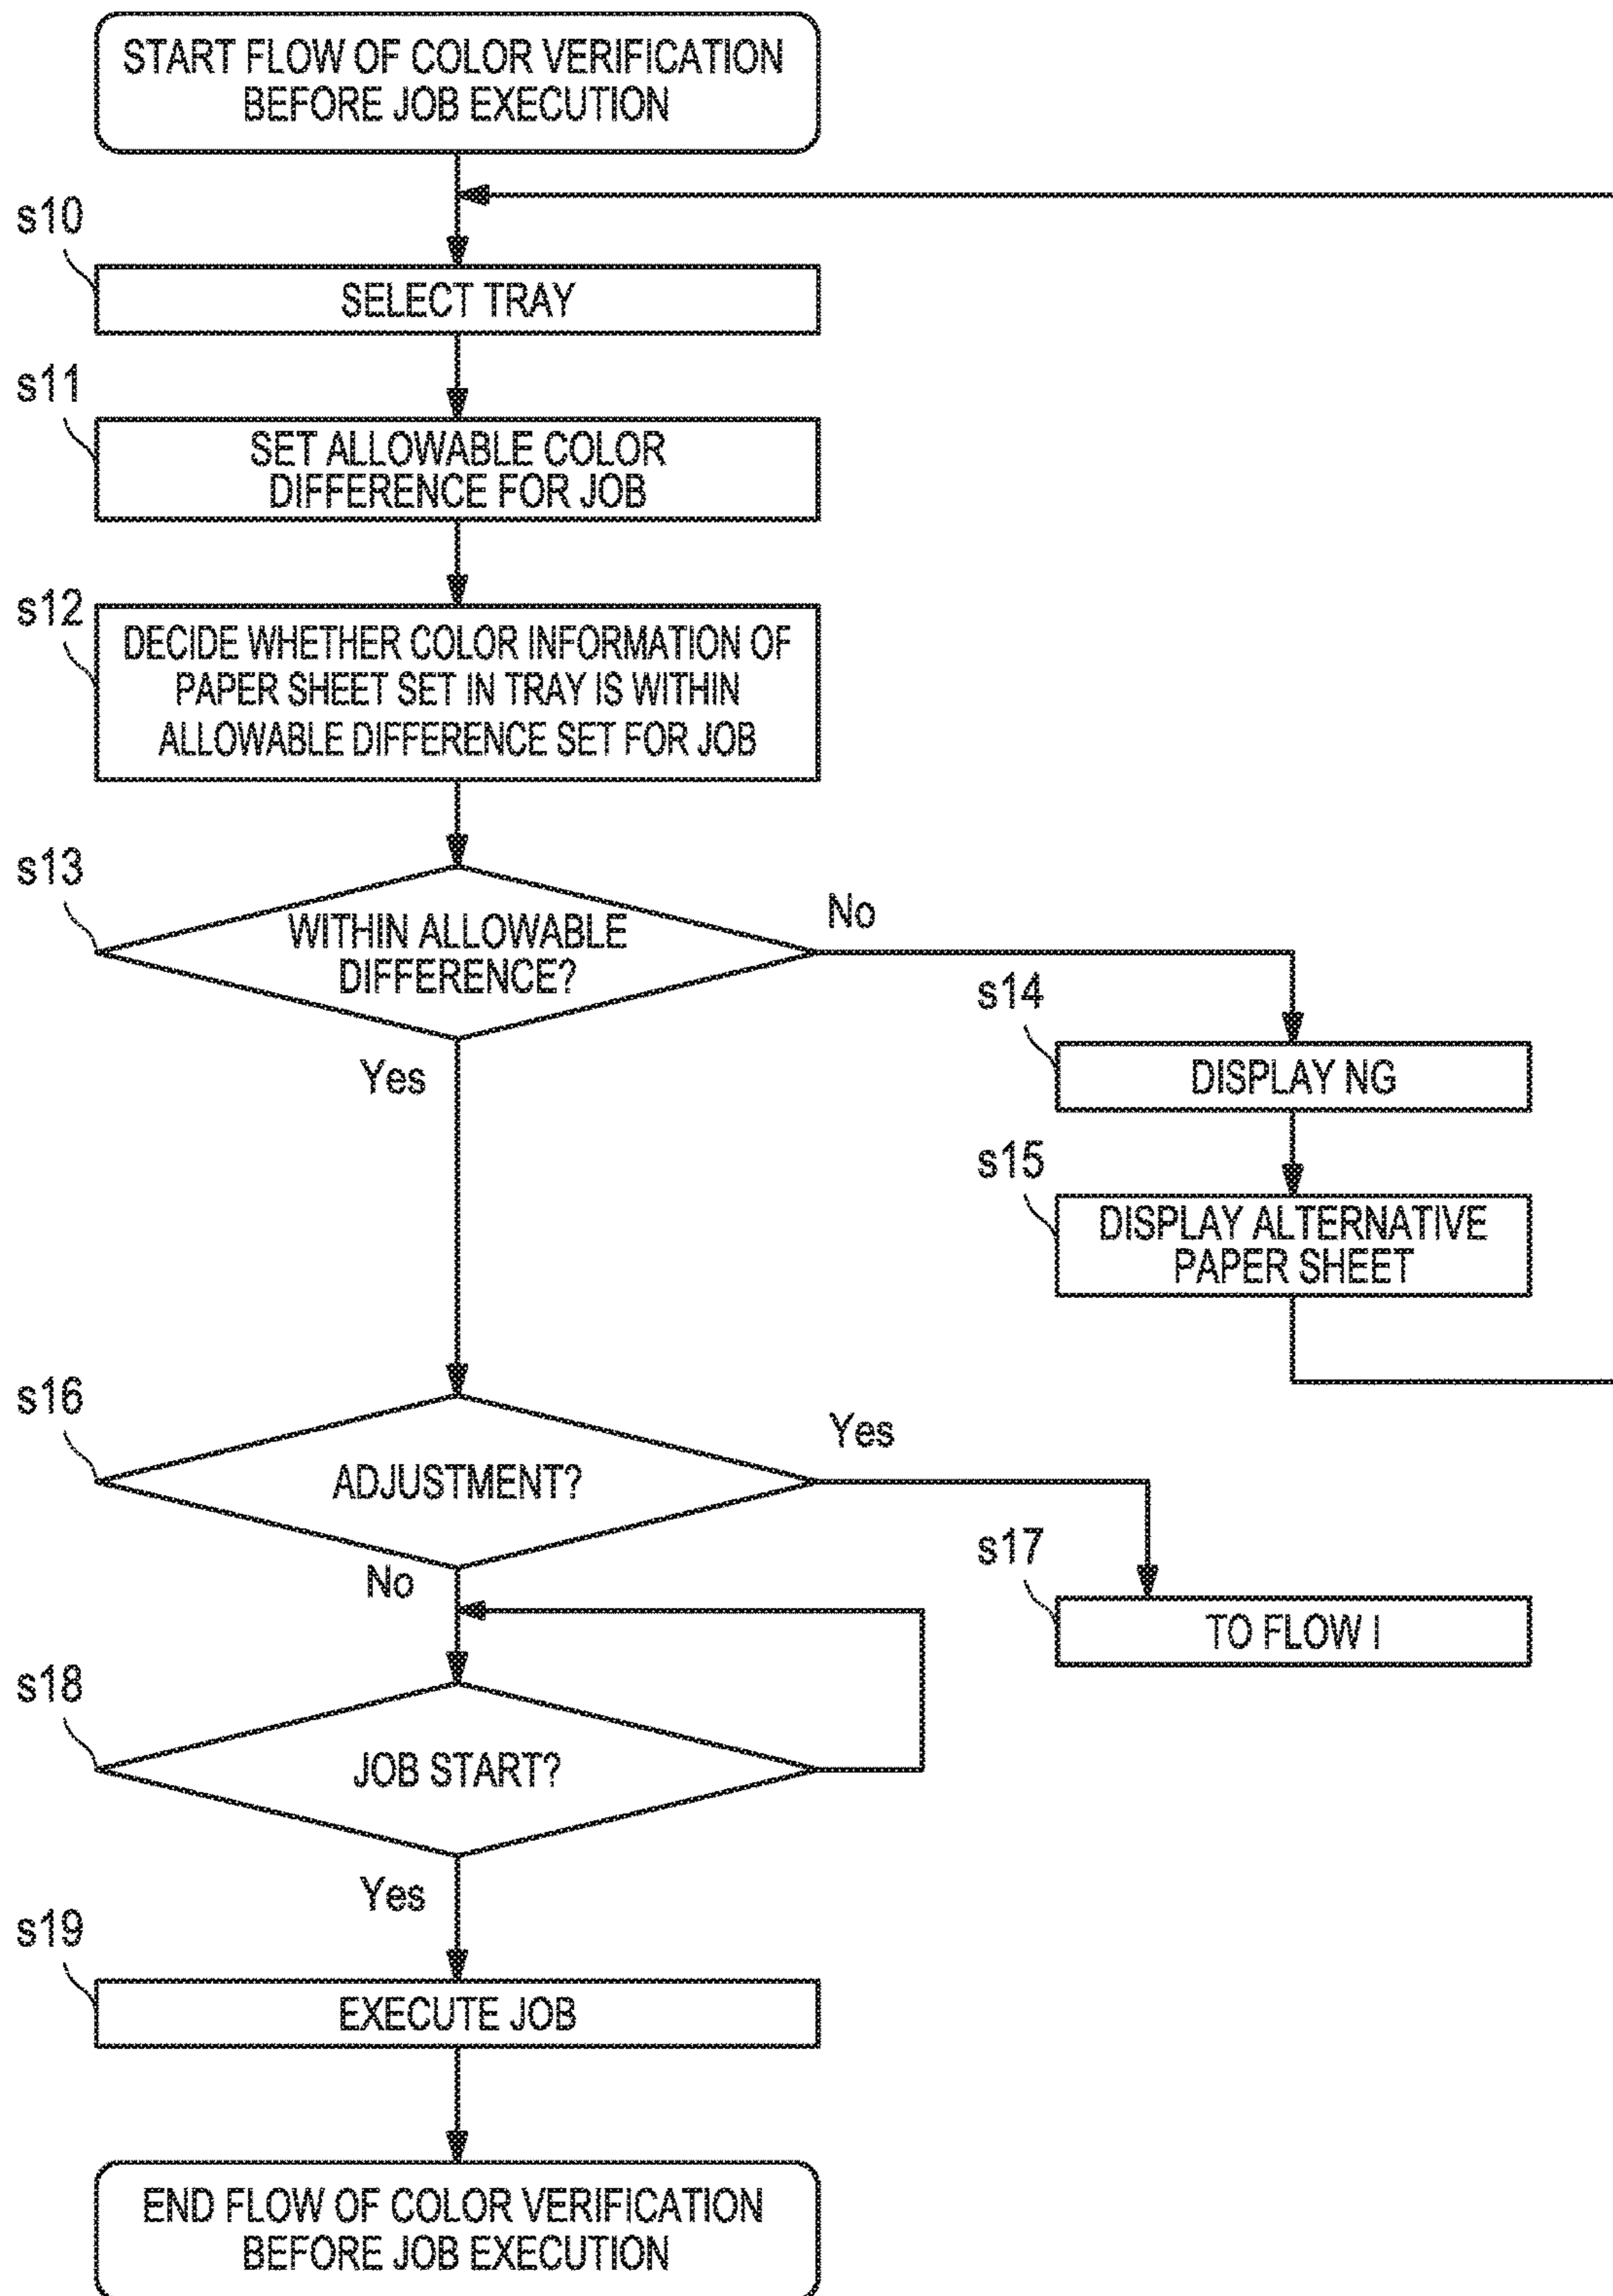 START FLOW OF COLOR VERIFICATION
BEFORE JOB EXECUTION
s10
SELECT TRAY
s11
SET ALLOWABLE COLOR
DIFFERENCE FOR JOB
s12
DECIDE WHETHER COLOR INFORMATION OF
PAPER SHEET SET IN TRAY IS WITHIN
ALLOWABLE DIFFERENCE SET FOR JOB
s13
WITHIN ALLOWABLE
DIFFERENCE?
No
Yes
s14
DISPLAY NG
s15
DISPLAY ALTERNATIVE
PAPER SHEET
s16
ADJUSTMENT?
Yes
No
s17
TO FLOW I
s18
JOB START?
Yes
s19
EXECUTE JOB
END FLOW OF COLOR VERIFICATION
BEFORE JOB EXECUTION